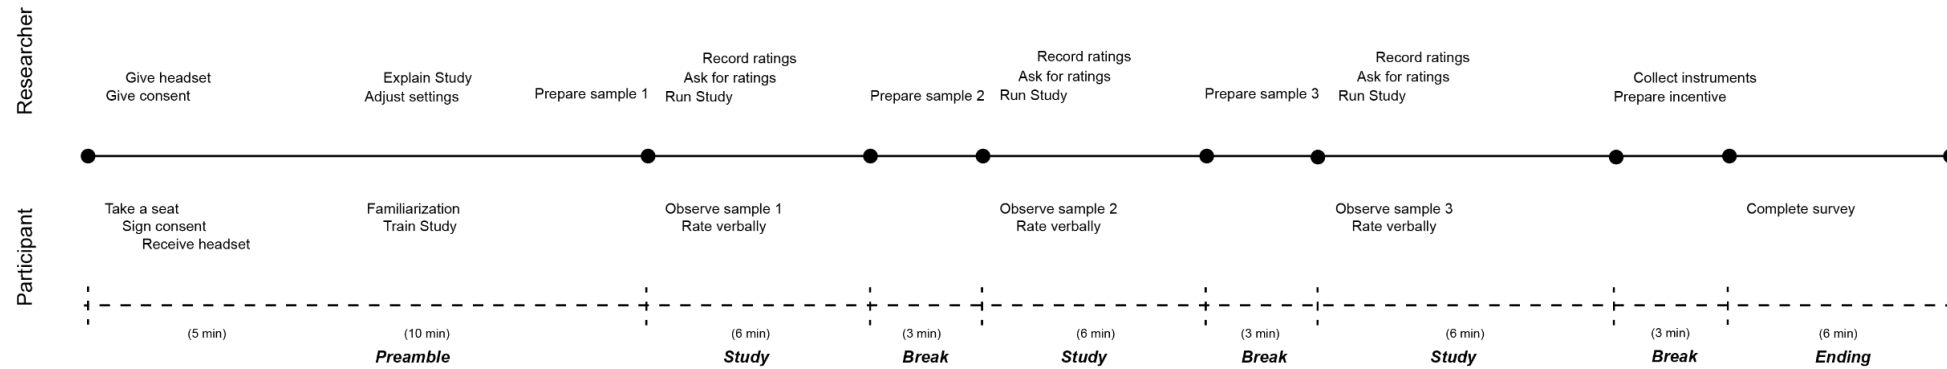 Researcher
Give headset
Give consent
Explain Study
Adjust settings
Prepare sample 1
Record ratings
Ask for ratings
Run Study
Prepare sample 2
Record ratings
Ask for ratings
Run Study
Prepare sample 3
Record ratings
Ask for ratings
Run Study
Collect instruments
Prepare incentive
Participant
Take a seat
Sign consent
Receive headset
Familiarization
Train Study
Observe sample 1
Rate verbally
Observe sample 2
Rate verbally
Observe sample 3
Rate verbally
Complete survey
(5 min)
(10 min)
(6 min)
(3 min)
(6 min)
(3 min)
(6 min)
(3 min)
(6 min)
Preamble
Study
Break
Study
Break
Study
Break
Ending